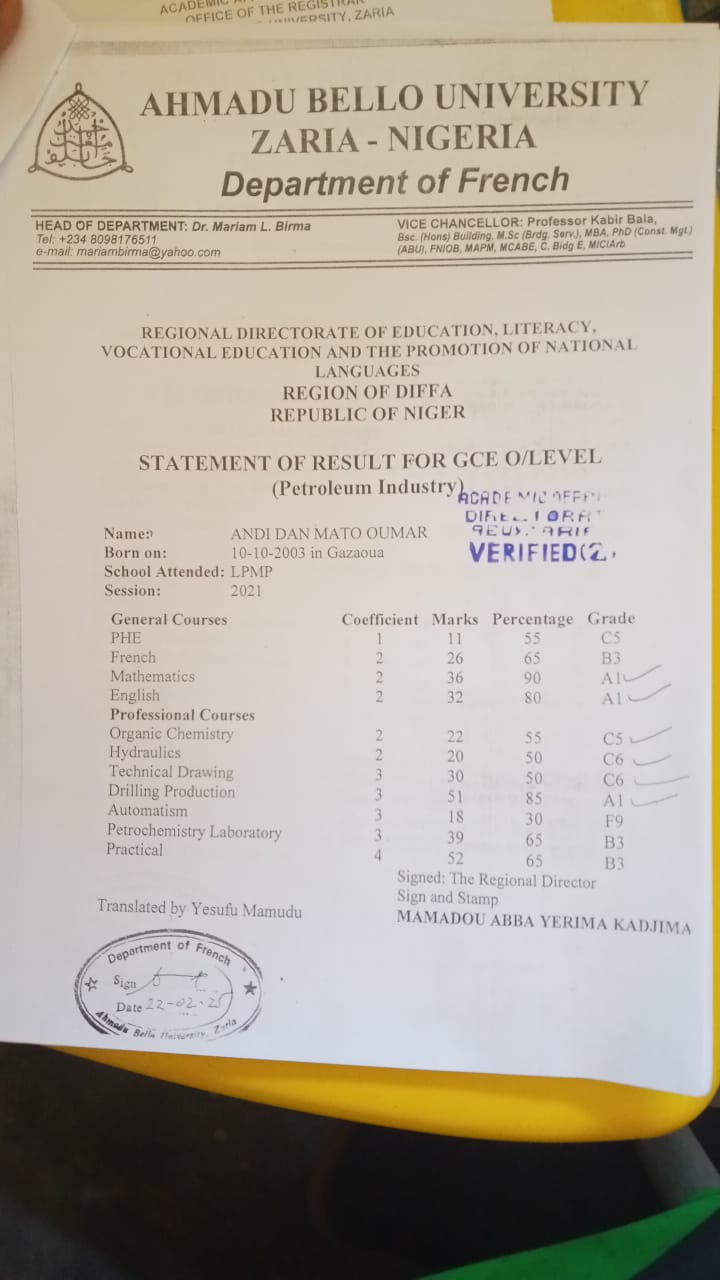 ACADEMIC
OFFICE OF THE REGISTRAR
UNIVERSITY, ZARIA
AHMADU BELLO UNIVERSITY
ZARIA - NIGERIA
Department of French
HEAD OF DEPARTMENT: Dr. Mariam L. Birma
Tel: +234 8098176511
e-mail: mariambirma@yahoo.com
VICE CHANCELLOR: Professor Kabir Bala,
Bsc. (Hons) Building, M.Sc (Brdg. Serv.), MBA, PhD (Const. Mgt.)
(ABU), FNIOB, MAPM, MCABE, C. Bldg E, MICIArb
REGIONAL DIRECTORATE OF EDUCATION, LITERACY,
VOCATIONAL EDUCATION AND THE PROMOTION OF NATIONAL
LANGUAGES
REGION OF DIFFA
REPUBLIC OF NIGER
STATEMENT OF RESULT FOR GCE O/LEVEL
(Petroleum Industry)
VERIFIED(2)
Name: ANDI DAN MATO OUMAR
Born on: 10-10-2003 in Gazaoua
School Attended: LPMP
Session: 2021
General Courses Coefficient Marks Percentage Grade
PHE 1 11 55 C5
French 2 26 65 B3
Mathematics 2 36 90 A1
English 2 32 80 A1
Professional Courses
Organic Chemistry 2 22 55 C5
Hydraulics 2 20 50 C6
Technical Drawing 3 30 50 C6
Drilling Production 3 51 85 A1
Automatism 3 18 30 F9
Petrochemistry Laboratory 3 39 65 B3
Practical 4 52 65 B3
Signed: The Regional Director
Sign and Stamp
MAMADOU ABBA YERIMA KADJIMA
Translated by Yesufu Mamudu
Department of French
Sign
Date 22-02-25
Ahmadu Bello University, Zaria